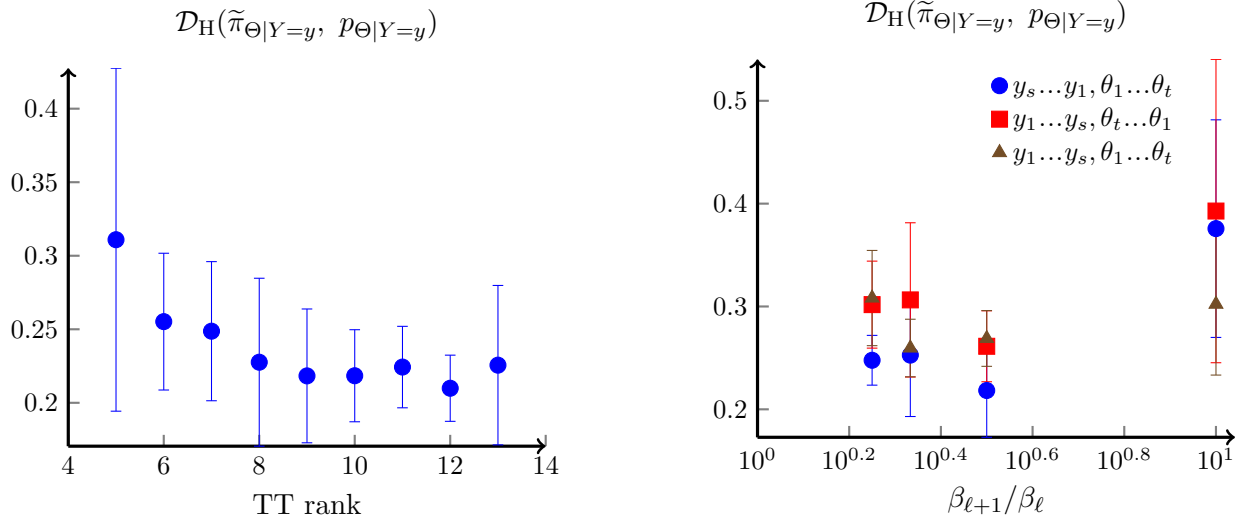 𝒟_H(π̃_{Θ|Y=y}, p_{Θ|Y=y})
0.4
0.35
0.3
0.25
0.2
4 6 8 10 12 14
TT rank
𝒟_H(π̃_{Θ|Y=y}, p_{Θ|Y=y})
y_s...y_1, θ_1...θ_t
y_1...y_s, θ_t...θ_1
y_1...y_s, θ_1...θ_t
0.5
0.4
0.3
0.2
10^0 10^{0.2} 10^{0.4} 10^{0.6} 10^{0.8} 10^1
β_{ℓ+1}/β_ℓ